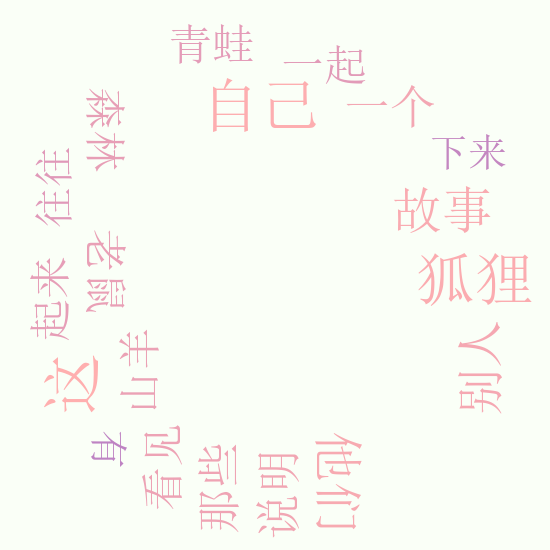 青蛙
一起
自己
一个
森林
下来
往往
故事
老鼠
狐狸
起来
别人
山羊
这
有
看见
那些
说明
他们